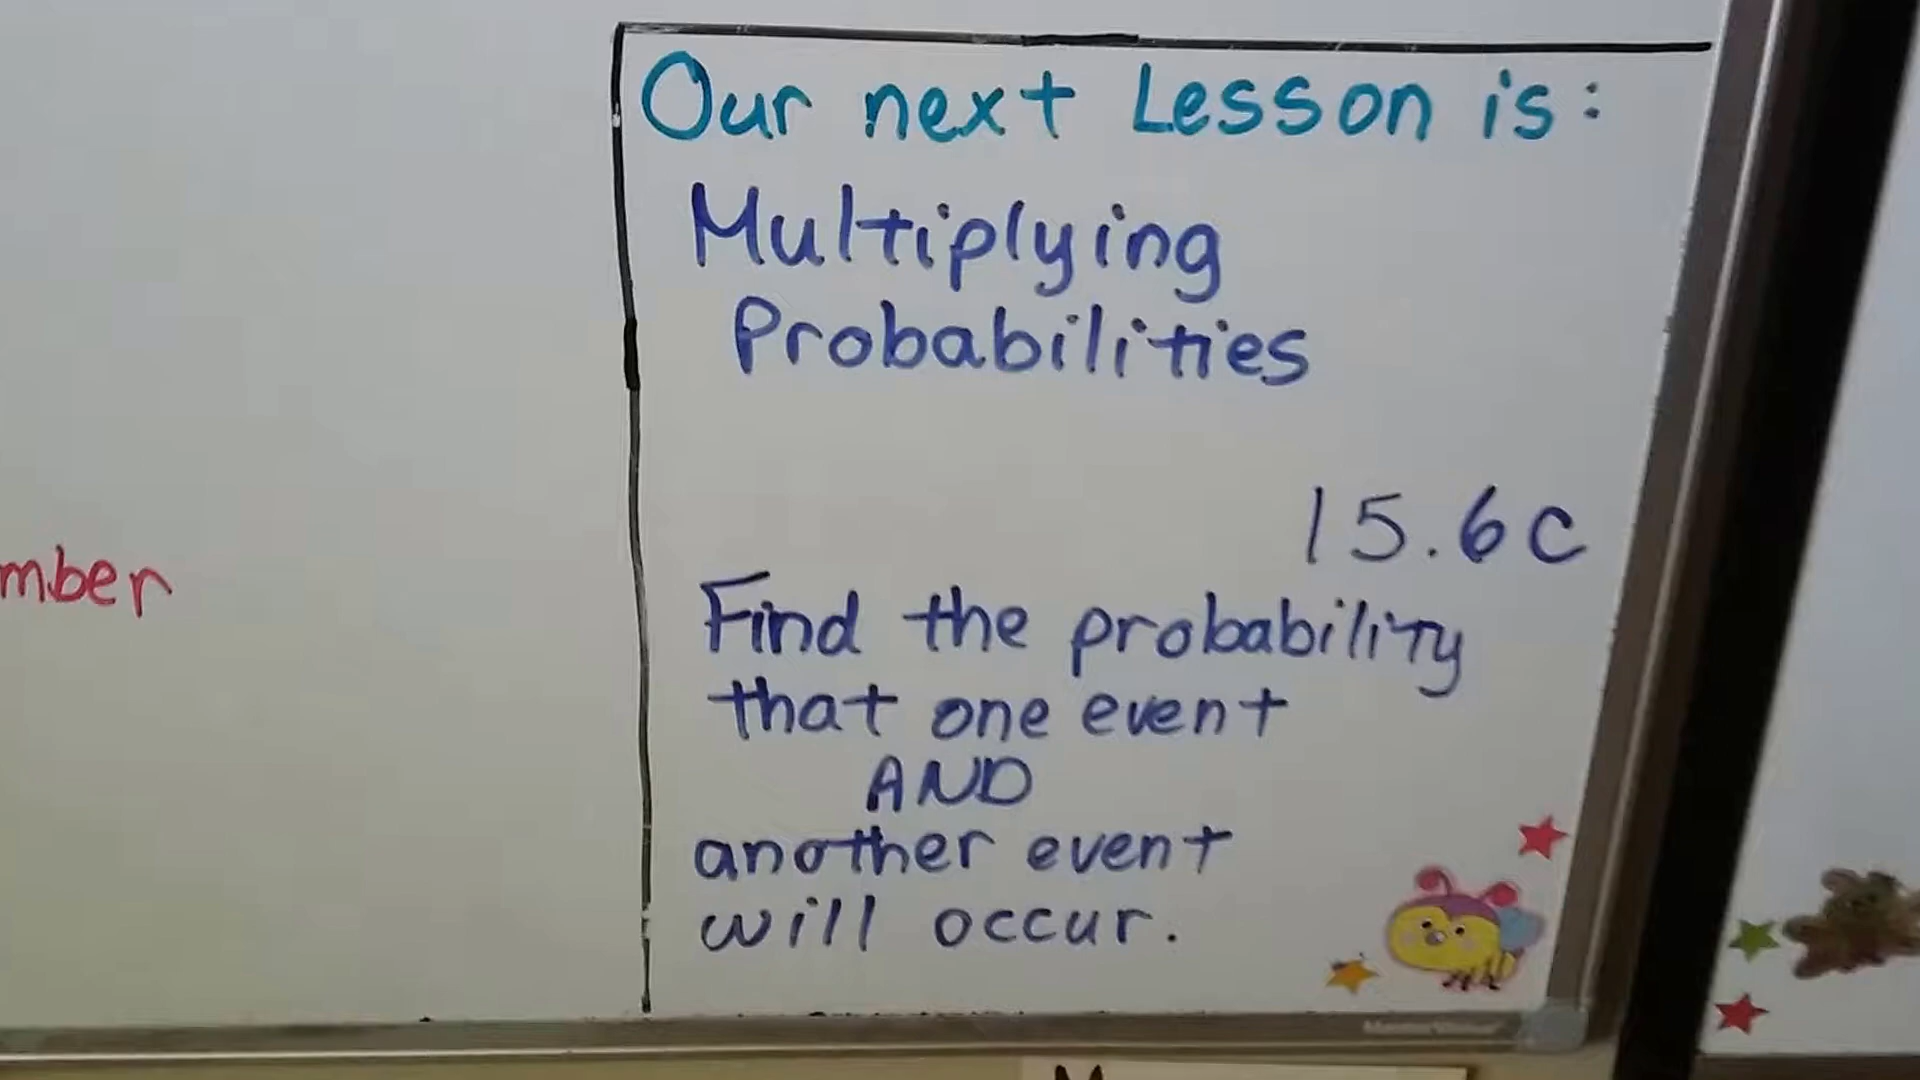 Our next Lesson is:
Multiplying
Probabilities
15.6C
mber
Find the probability
that one event
AND
another event
will occur.